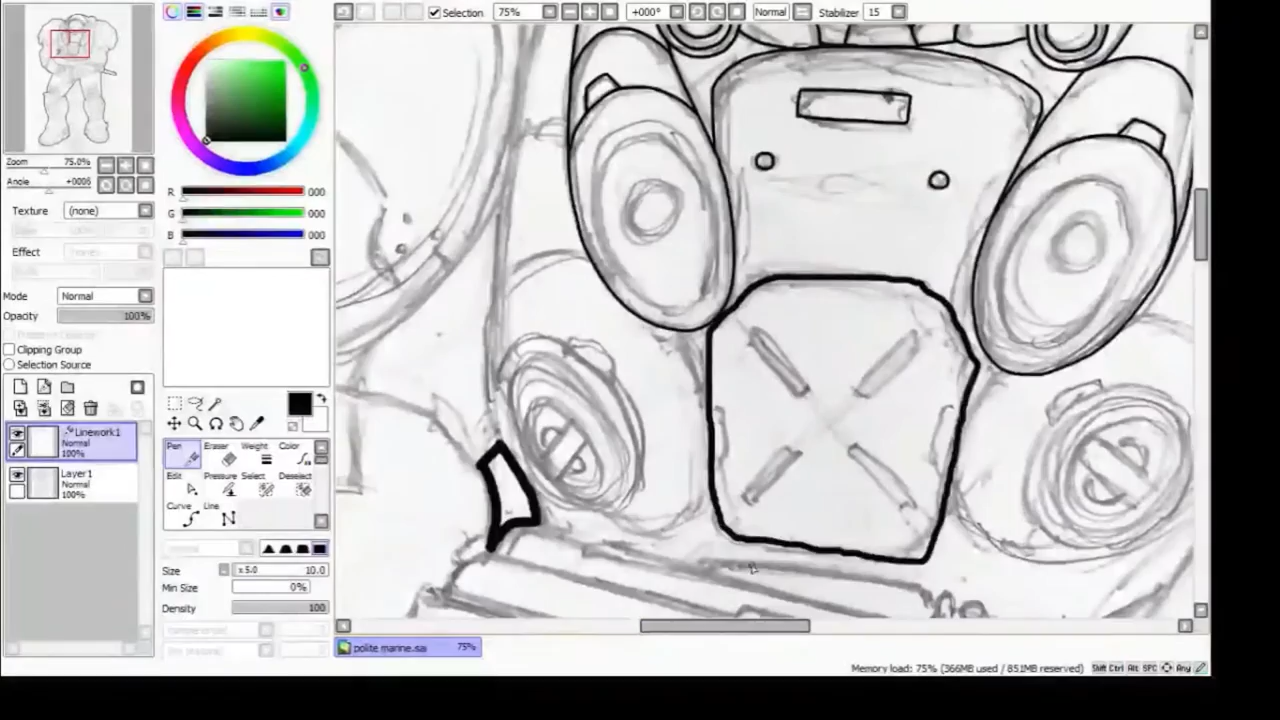 Selection 75% +000° Normal Stabilizer 15
Zoom 75.0%
Angle +000
R 000
G 000
B 000
Texture (none)
Effect
Mode Normal
Opacity 100%
Clipping Group
Selection Source
Linework1
Normal
100%
Layer1
Normal
100%
Pen Eraser Weight Color
Edit Pressure Select Deselect
Curve Line
Size x 5.0 10.0
Min Size 0%
Density 100
polite marine.sai 75%
Memory load: 75% (366MB used / 851MB reserved) Shift Ctrl Alt SPC Any